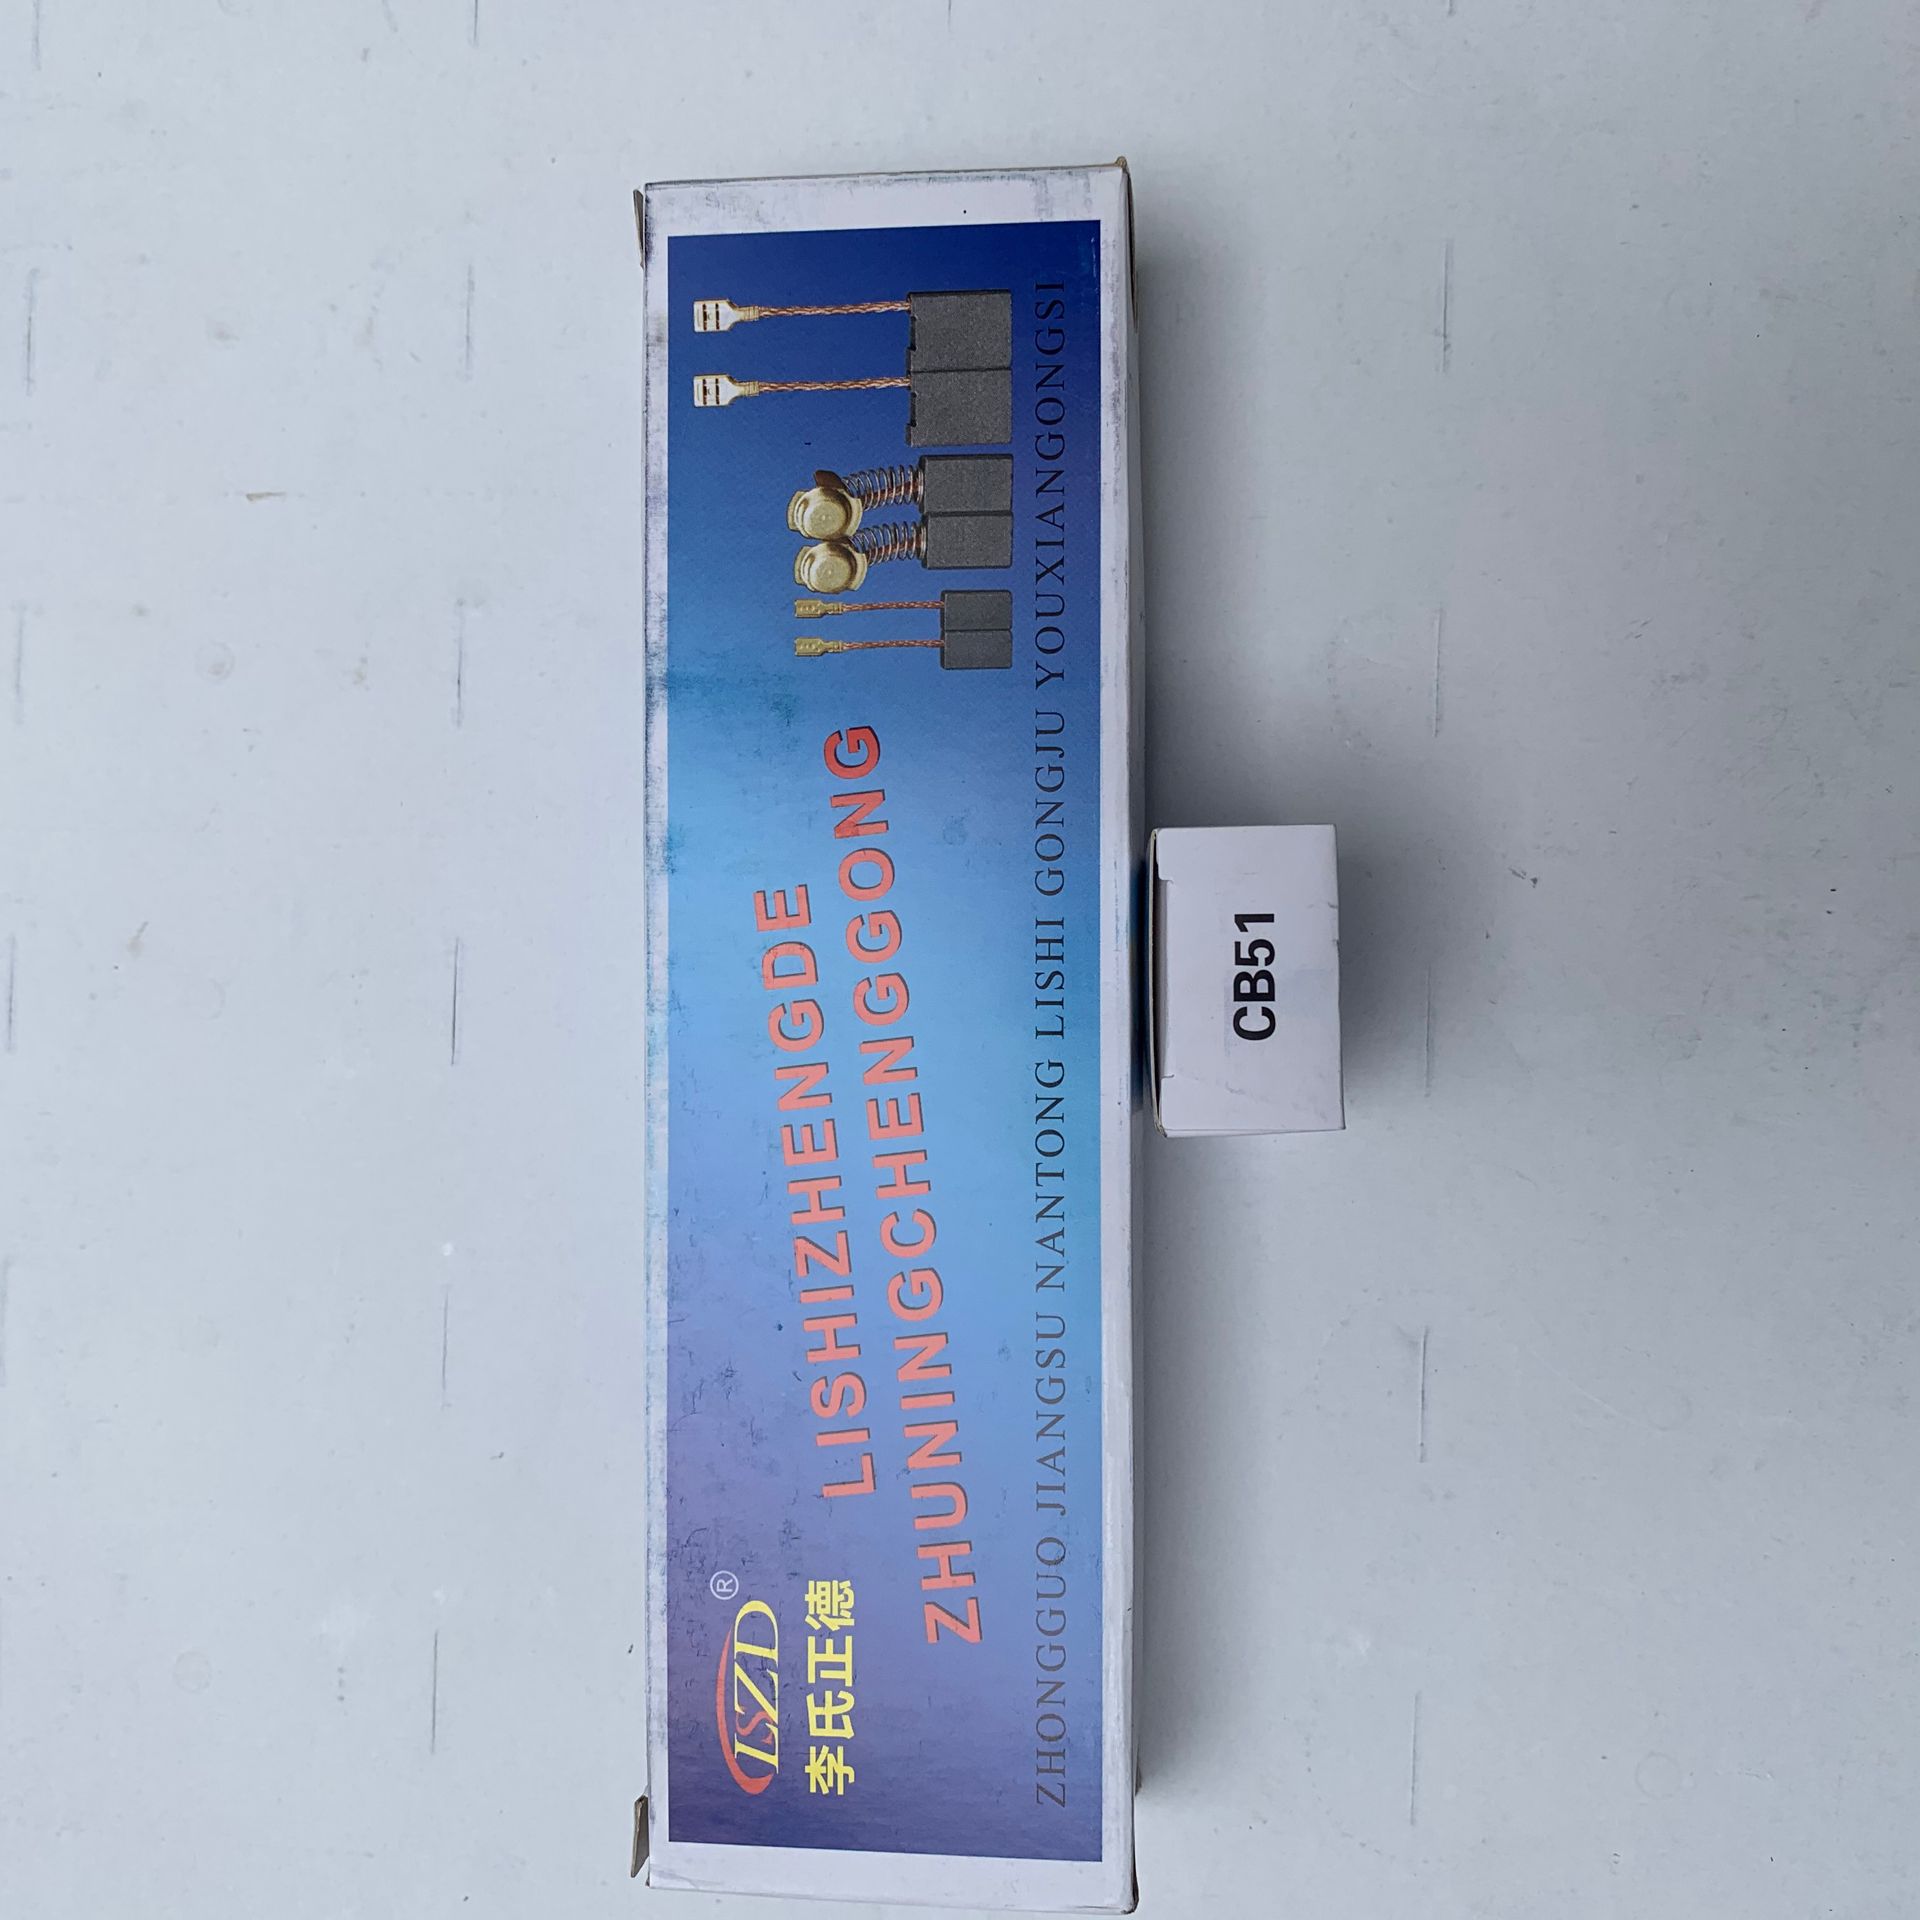 LSZD®
李氏正德
LISHIZHENGDE
ZHUNINGCHENGGONG
ZHONGGUO JIANGSU NANTONG LISHI GONGJU YOUXIANGONGSI
CB51